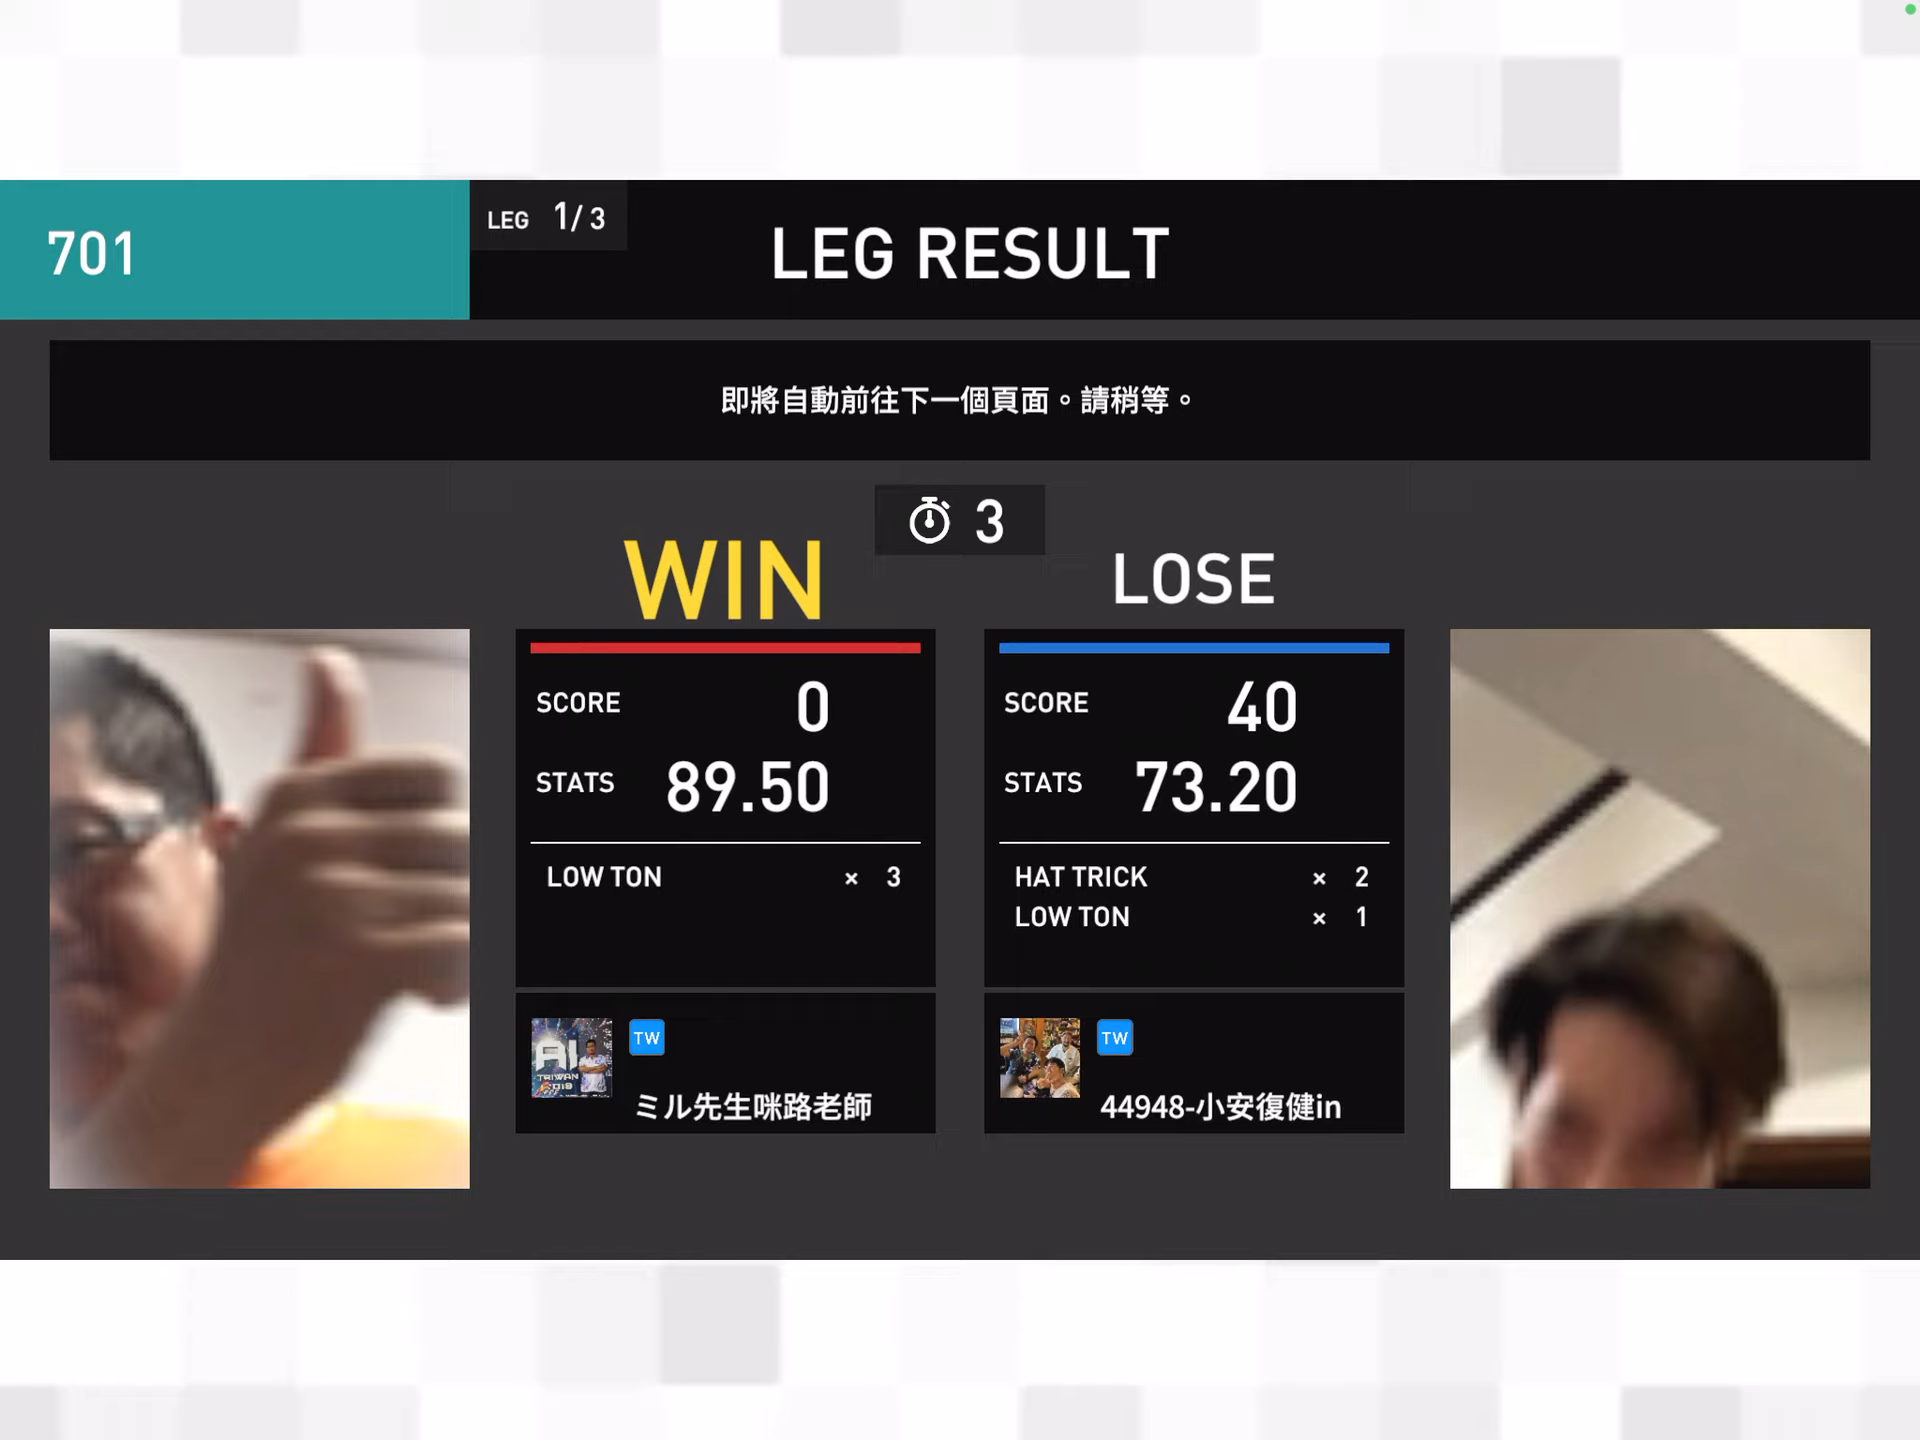 701
LEG 1/3
LEG RESULT
即將自動前往下一個頁面。請稍等。
3
WIN
LOSE
SCORE 0
STATS 89.50
LOW TON × 3
SCORE 40
STATS 73.20
HAT TRICK × 2
LOW TON × 1
AI
TAIWAN
2019
TW
ミル先生咪路老師
TW
44948-小安復健in